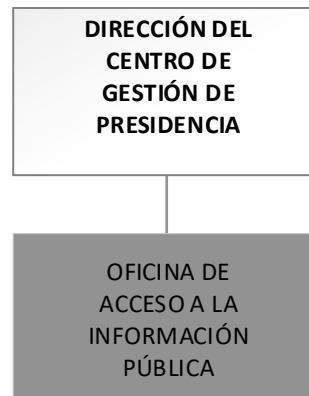 DIRECCIÓN DEL
CENTRO DE
GESTIÓN DE
PRESIDENCIA
OFICINA DE
ACCESO A LA
INFORMACIÓN
PÚBLICA